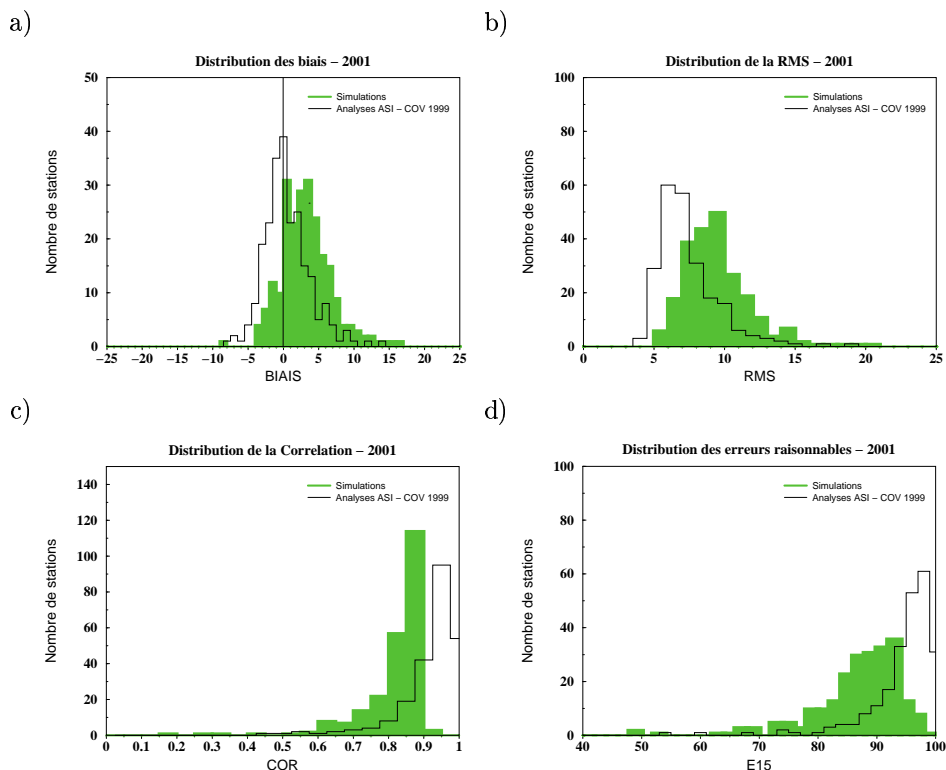 a)
Distribution des biais – 2001
Simulations
Analyses ASI – COV 1999
Nombre de stations
50
40
30
20
10
0
−25 −20 −15 −10 −5 0 5 10 15 20 25
BIAIS
b)
Distribution de la RMS – 2001
Simulations
Analyses ASI – COV 1999
Nombre de stations
100
80
60
40
20
0
0 5 10 15 20 25
RMS
c)
Distribution de la Correlation – 2001
Simulations
Analyses ASI – COV 1999
Nombre de stations
140
120
100
80
60
40
20
0
0 0.1 0.2 0.3 0.4 0.5 0.6 0.7 0.8 0.9 1
COR
d)
Distribution des erreurs raisonnables – 2001
Simulations
Analyses ASI – COV 1999
Nombre de stations
100
80
60
40
20
0
40 50 60 70 80 90 100
E15